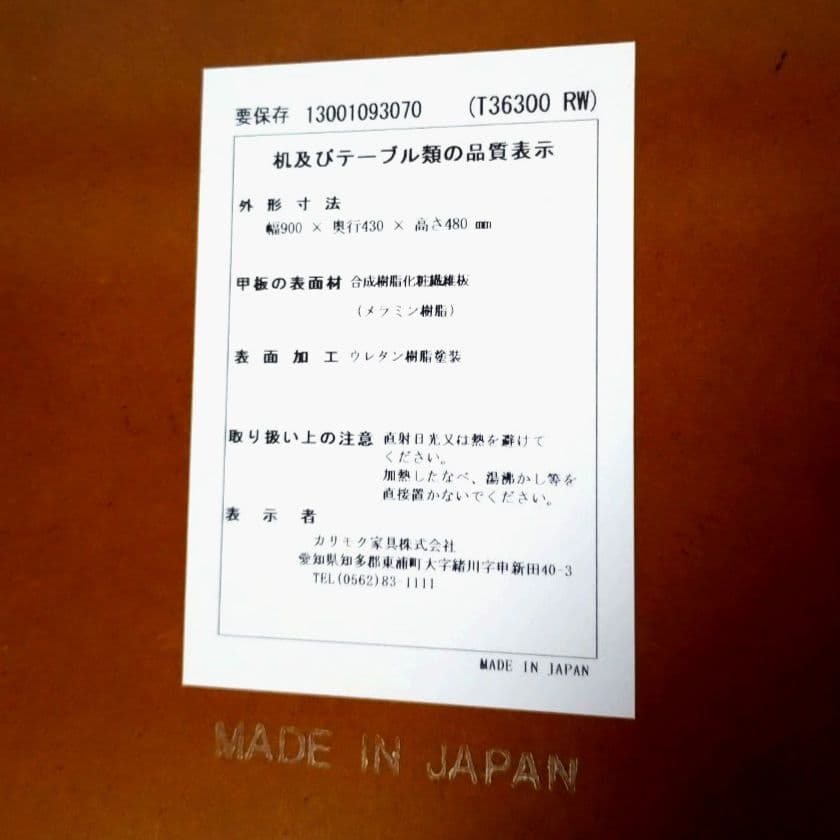 要保存 13001093070 (T36300 RW)
机及びテーブル類の品質表示
外形寸法
幅900 × 奥行430 × 高さ480 mm
甲板の表面材 合成樹脂化粧繊維板
(メラミン樹脂)
表面加工 ウレタン樹脂塗装
取り扱い上の注意 直射日光又は熱を避けて
ください。
加熱したなべ、湯沸かし等を
直接置かないでください。
表示者
カリモク家具株式会社
愛知県知多郡東浦町大字緒川字申新田40-3
TEL(0562)83-1111
MADE IN JAPAN
MADE IN JAPAN